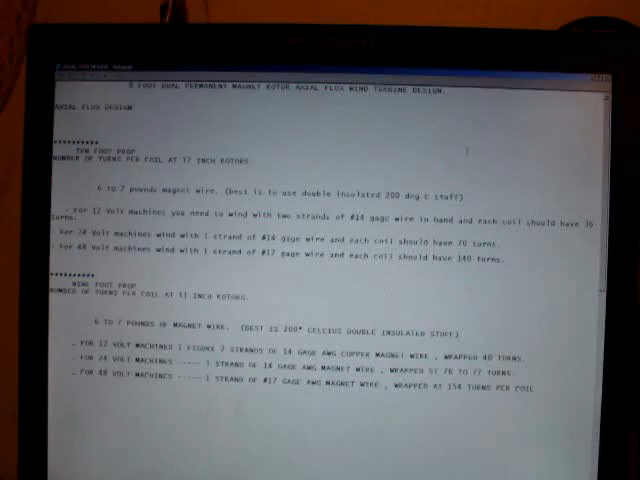 9 FOOT DUAL PERMANENT MAGNET ROTOR AXIAL FLUX WIND TURBINE DESIGN.
AXIAL FLUX DESIGN
**********
TEN FOOT PROP
NUMBER OF TURNS PER COIL AT 12 INCH ROTORS
6 to 7 pounds magnet wire. (best is to use double insulated 200 deg c stuff)
- For 12 Volt machines you need to wind with two strands of #14 gage wire in hand and each coil should have 36
turns.
For 24 Volt machines wind with 1 strand of #14 gage wire and each coil should have 70 turns.
- For 48 Volt machines wind with 1 strand of #17 gage wire and each coil should have 140 turns.
**********
NINE FOOT PROP
NUMBER OF TURNS PER COIL AT 11 INCH ROTORS.
6 TO 7 POUNDS OF MAGNET WIRE. (BEST IS 200* CELCIUS DOUBLE INSULATED STUFF)
- FOR 12 VOLT MACHINES I FIGURE 2 STRANDS OF 14 GAGE AWG COPPER MAGNET WIRE , WRAPPED 40 TURNS.
- FOR 24 VOLT MACHINES ----- 1 STRAND OF 14 GAGE AWG MAGNET WIRE , WRAPPED ST 76 TO 77 TURNS.
- FOR 48 VOLT MACHINES ----- 1 STRAND OF #17 GAGE AWG MAGNET WIRE , WRAPPED AT 154 TURNS PER COIL